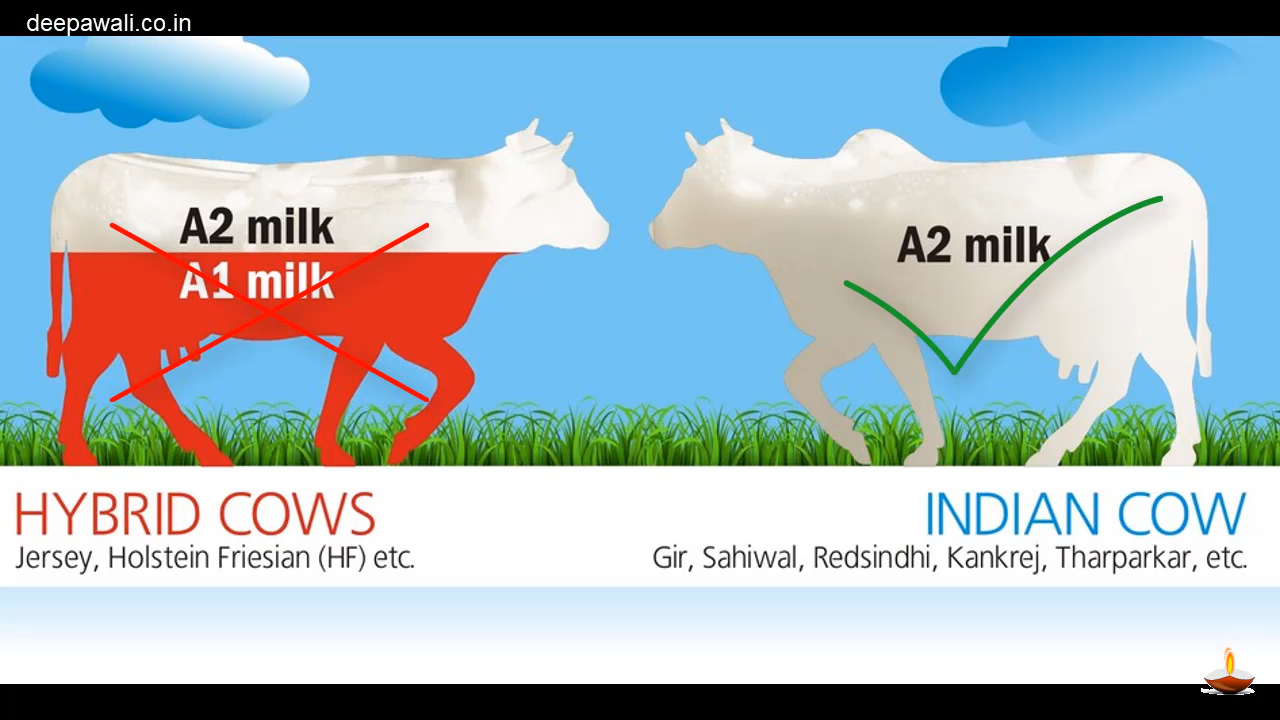 deepawali.co.in
A2 milk
A1 milk
A2 milk
HYBRID COWS
Jersey, Holstein Friesian (HF) etc.
INDIAN COW
Gir, Sahiwal, Redsindhi, Kankrej, Tharparkar, etc.